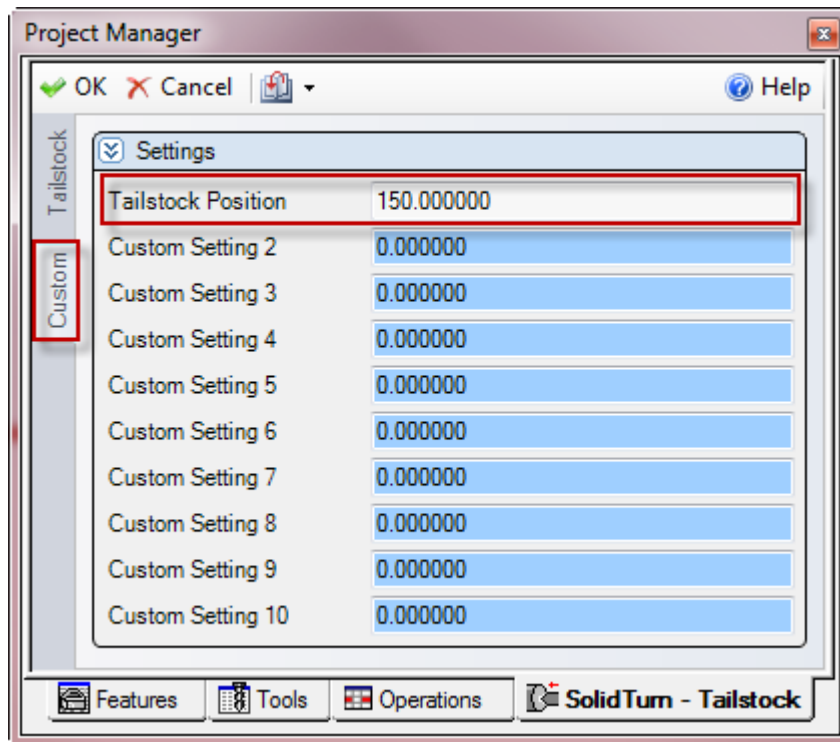 Project Manager
OK Cancel Help
Tailstock
Custom
Settings
Tailstock Position 150.000000
Custom Setting 2 0.000000
Custom Setting 3 0.000000
Custom Setting 4 0.000000
Custom Setting 5 0.000000
Custom Setting 6 0.000000
Custom Setting 7 0.000000
Custom Setting 8 0.000000
Custom Setting 9 0.000000
Custom Setting 10 0.000000
Features Tools Operations SolidTurn - Tailstock